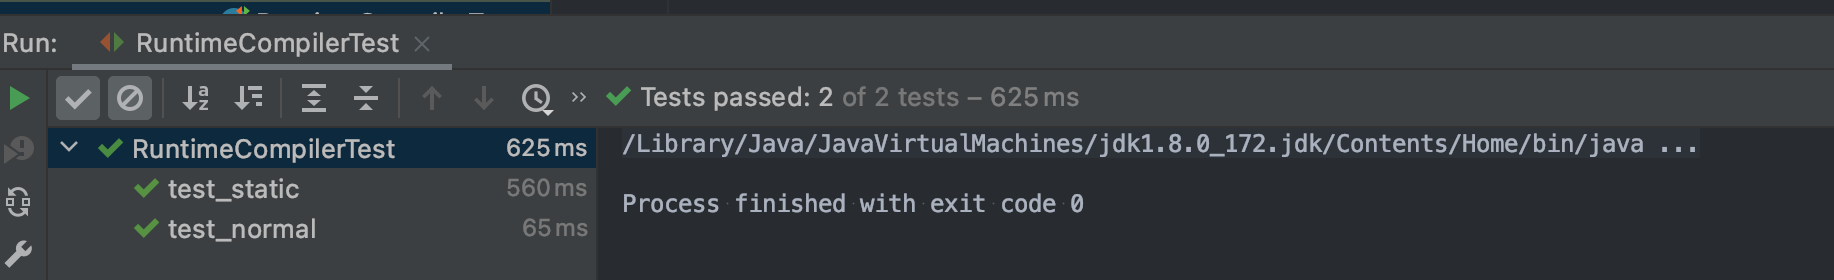 Run: RuntimeCompilerTest
Tests passed: 2 of 2 tests – 625 ms
RuntimeCompilerTest 625 ms
/Library/Java/JavaVirtualMachines/jdk1.8.0_172.jdk/Contents/Home/bin/java ...
test_static 560 ms
Process finished with exit code 0
test_normal 65 ms